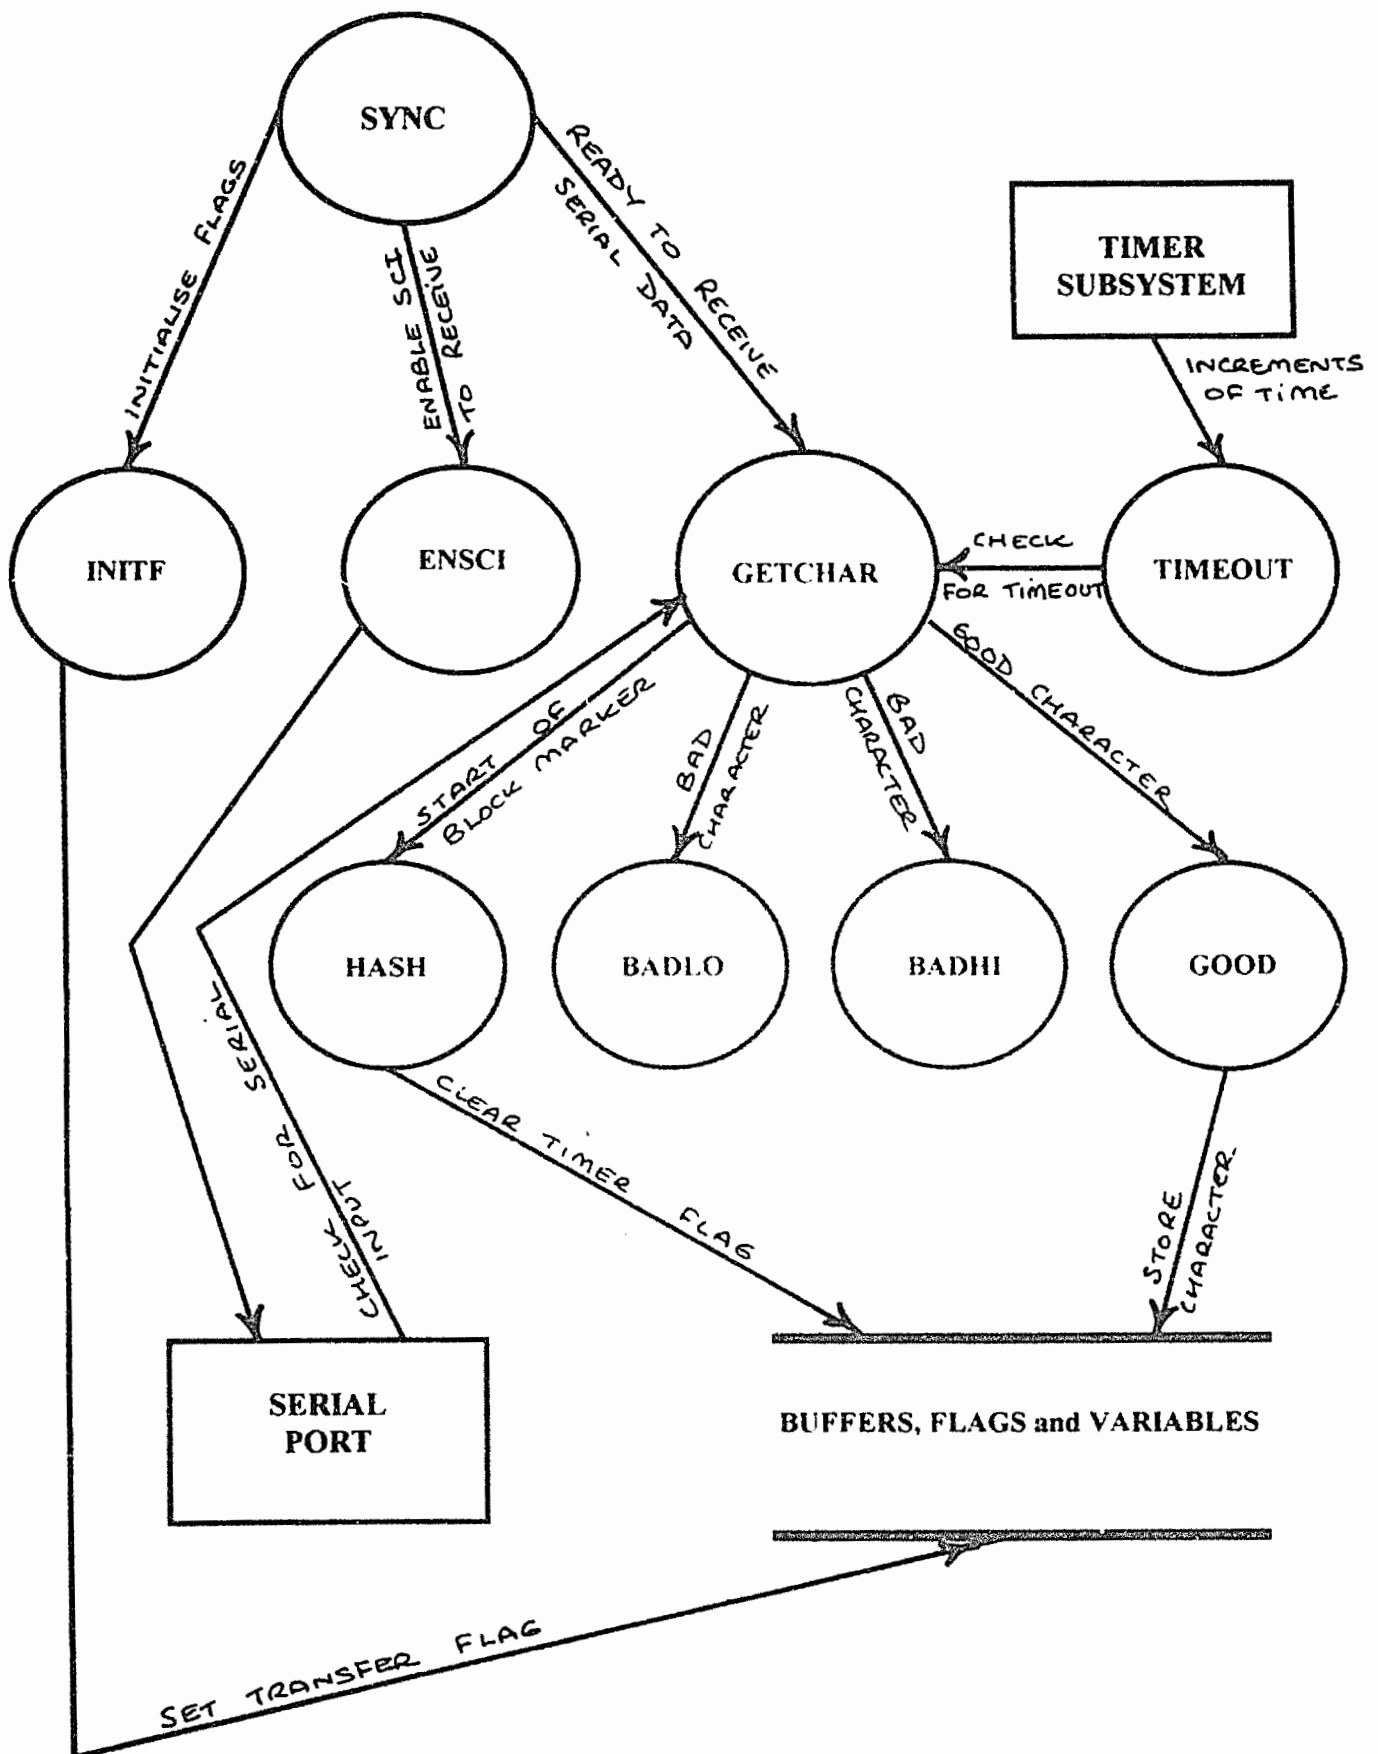 SYNC
INITIALISE FLAGS
ENABLE SCI
TO RECEIVE
READY TO RECEIVE
SERIAL DATA
TIMER
SUBSYSTEM
INCREMENTS
OF TIME
INITF
ENSCI
GETCHAR
CHECK
FOR TIMEOUT
TIMEOUT
START OF
BLOCK MARKER
BAD
CHARACTER
BAD
CHARACTER
GOOD CHARACTER
HASH
BADLO
BADHI
GOOD
CHECK FOR SERIAL
INPUT
CLEAR TIMER FLAG
STORE
CHARACTER
SERIAL
PORT
BUFFERS, FLAGS and VARIABLES
SET TRANSFER FLAG